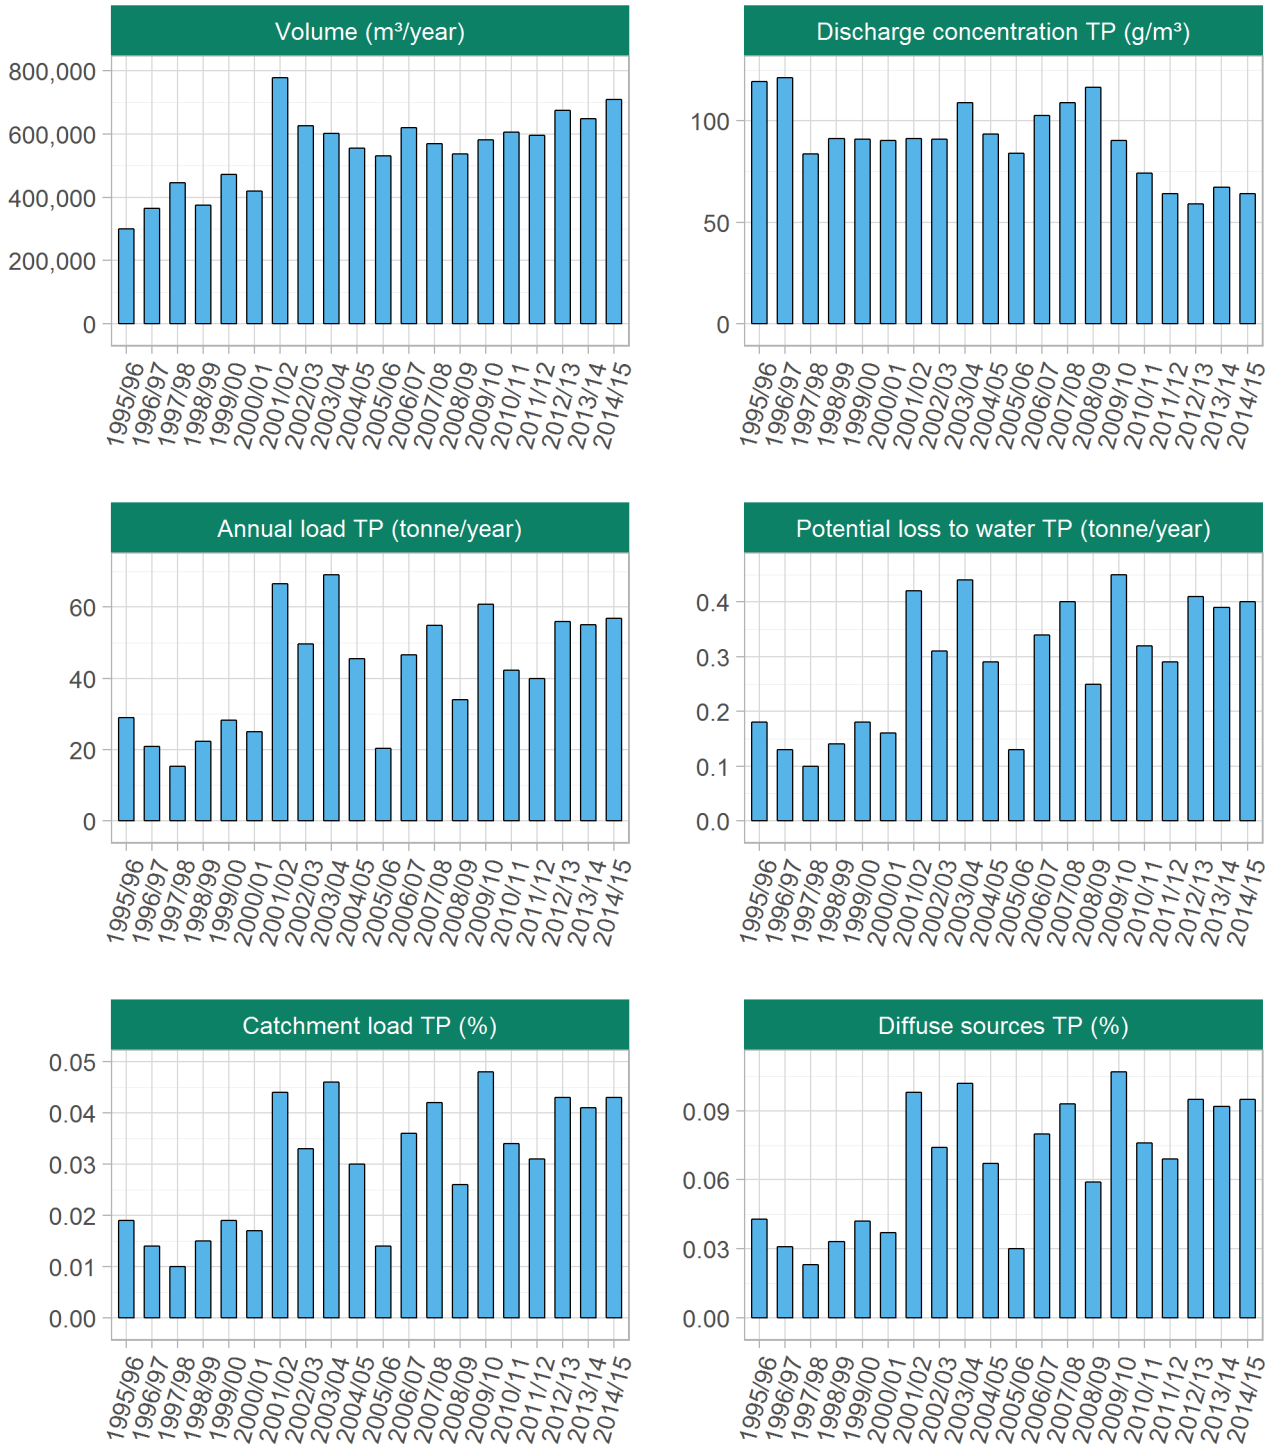 Volume (m³/year)
800,000
600,000
400,000
200,000
0
1995/96 1996/97 1997/98 1998/99 1999/00 2000/01 2001/02 2002/03 2003/04 2004/05 2005/06 2006/07 2007/08 2008/09 2009/10 2010/11 2011/12 2012/13 2013/14 2014/15
Discharge concentration TP (g/m³)
100
50
0
1995/96 1996/97 1997/98 1998/99 1999/00 2000/01 2001/02 2002/03 2003/04 2004/05 2005/06 2006/07 2007/08 2008/09 2009/10 2010/11 2011/12 2012/13 2013/14 2014/15
Annual load TP (tonne/year)
60
40
20
0
1995/96 1996/97 1997/98 1998/99 1999/00 2000/01 2001/02 2002/03 2003/04 2004/05 2005/06 2006/07 2007/08 2008/09 2009/10 2010/11 2011/12 2012/13 2013/14 2014/15
Potential loss to water TP (tonne/year)
0.4
0.3
0.2
0.1
0.0
1995/96 1996/97 1997/98 1998/99 1999/00 2000/01 2001/02 2002/03 2003/04 2004/05 2005/06 2006/07 2007/08 2008/09 2009/10 2010/11 2011/12 2012/13 2013/14 2014/15
Catchment load TP (%)
0.05
0.04
0.03
0.02
0.01
0.00
1995/96 1996/97 1997/98 1998/99 1999/00 2000/01 2001/02 2002/03 2003/04 2004/05 2005/06 2006/07 2007/08 2008/09 2009/10 2010/11 2011/12 2012/13 2013/14 2014/15
Diffuse sources TP (%)
0.09
0.06
0.03
0.00
1995/96 1996/97 1997/98 1998/99 1999/00 2000/01 2001/02 2002/03 2003/04 2004/05 2005/06 2006/07 2007/08 2008/09 2009/10 2010/11 2011/12 2012/13 2013/14 2014/15